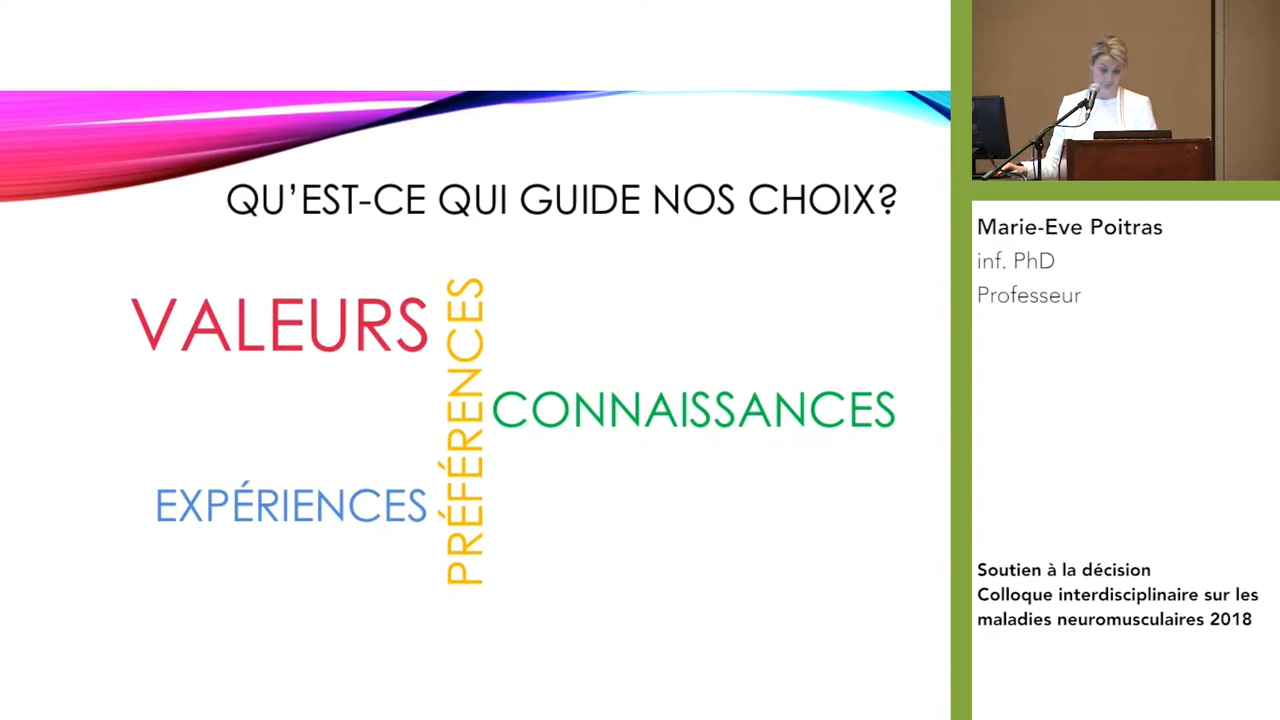 QU'EST-CE QUI GUIDE NOS CHOIX?
VALEURS
PRÉFÉRENCES
CONNAISSANCES
EXPÉRIENCES
Marie-Eve Poitras
inf. PhD
Professeur
Soutien à la décision
Colloque interdisciplinaire sur les
maladies neuromusculaires 2018